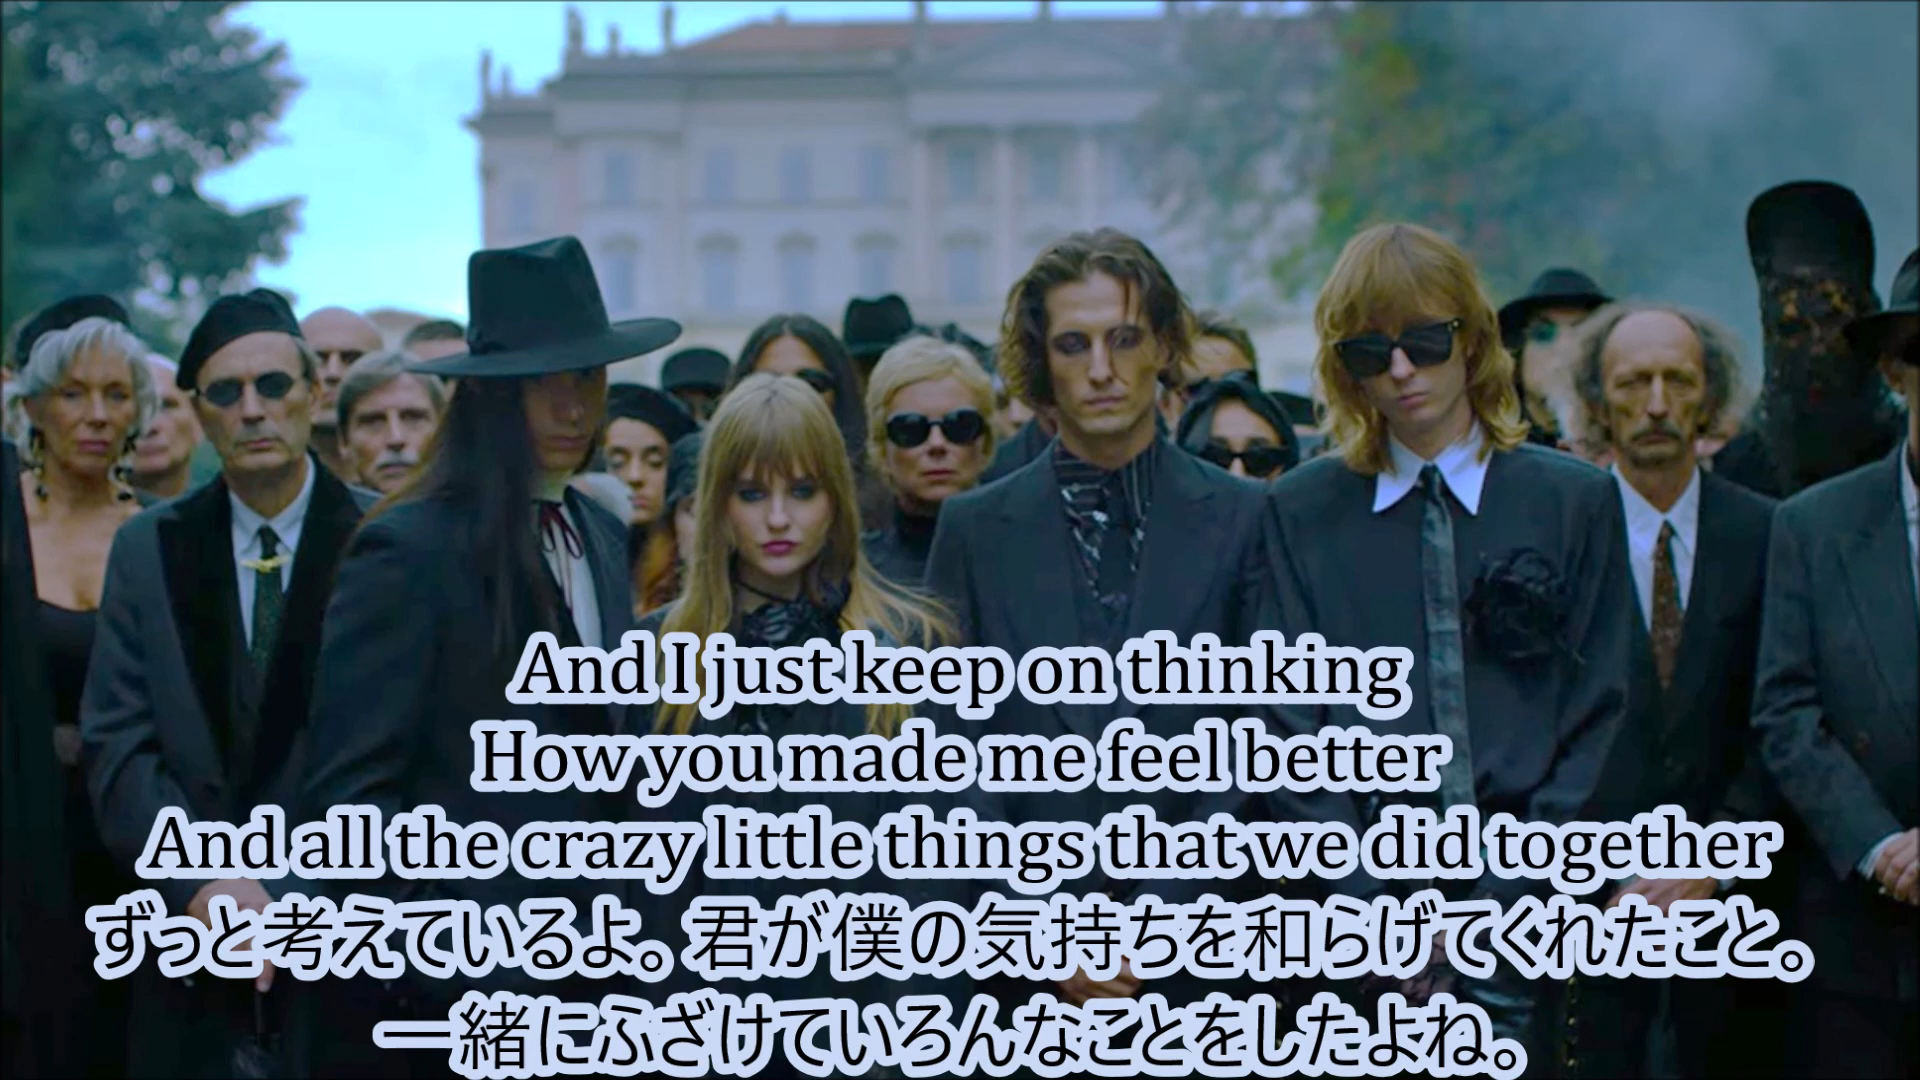 And I just keep on thinking
How you made me feel better
And all the crazy little things that we did together
ずっと考えているよ。君が僕の気持ちを和らげてくれたこと。
一緒にふざけていろんなことをしたよね。